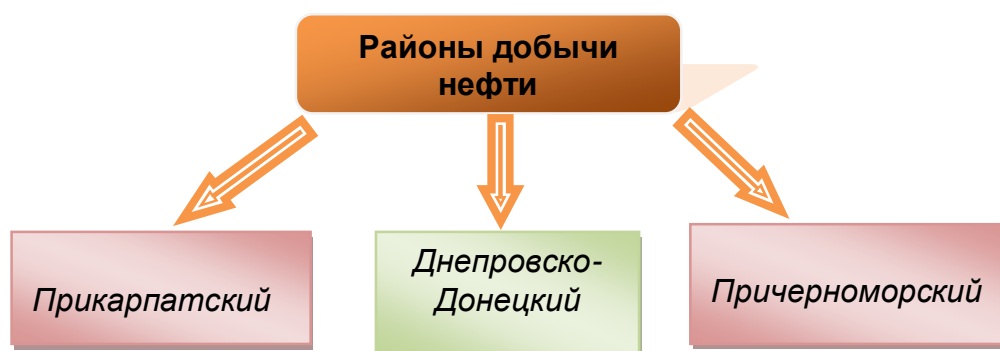 Районы добычи
нефти
Прикарпатский
Днепровско-
Донецкий
Причерноморский